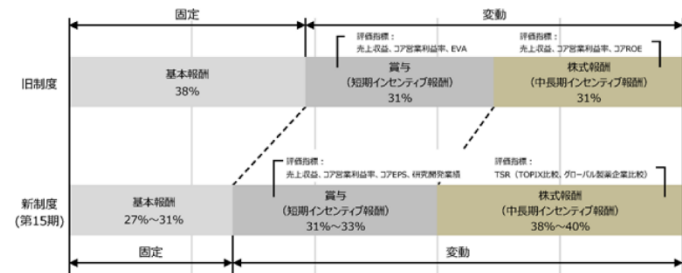 固定
変動
評価指標：
売上収益、コア営業利益率、EVA
評価指標：
売上収益、コア営業利益率、コアROE
旧制度
基本報酬
38%
賞与
（短期インセンティブ報酬）
31%
株式報酬
（中長期インセンティブ報酬）
31%
評価指標：
売上収益、コア営業利益率、コアEPS、研究開発業績
評価指標：
TSR（TOPIX比較、グローバル製薬企業比較）
新制度
(第15期)
基本報酬
27%～31%
賞与
（短期インセンティブ報酬）
31%～33%
株式報酬
（中長期インセンティブ報酬）
38%～40%
固定
変動